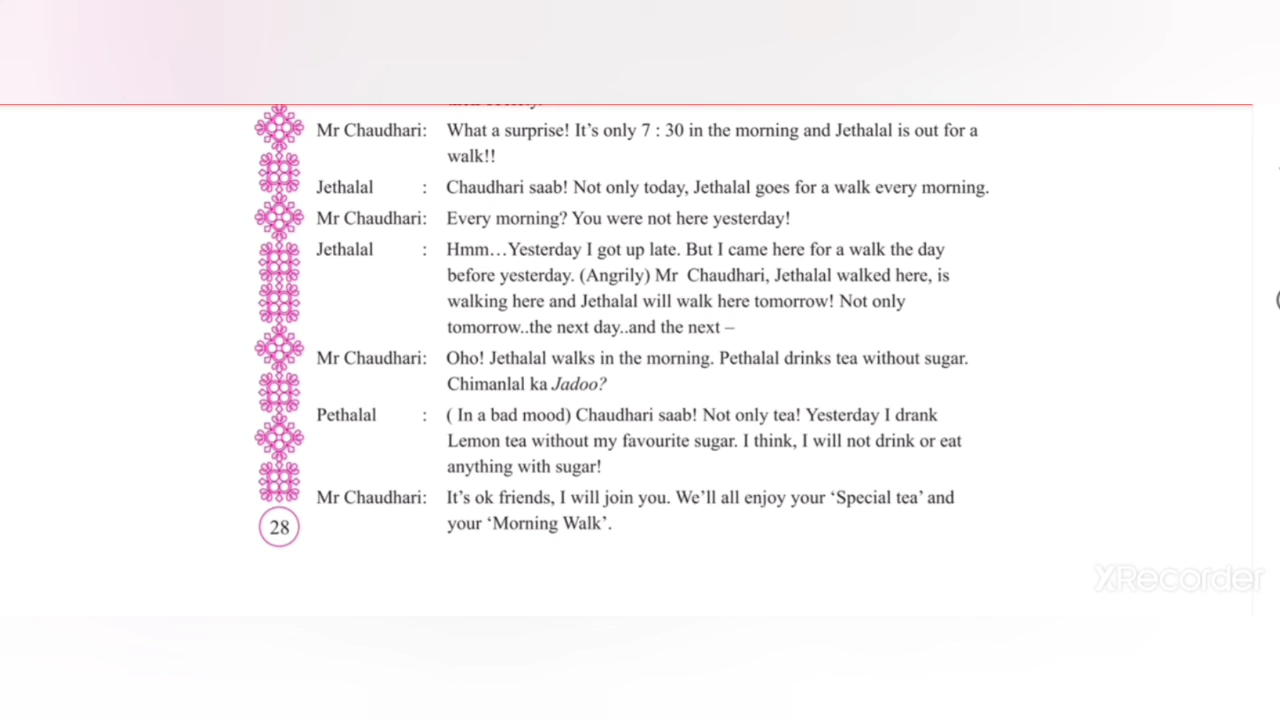 Mr Chaudhari: What a surprise! It's only 7 : 30 in the morning and Jethalal is out for a
walk!!
Jethalal : Chaudhari saab! Not only today, Jethalal goes for a walk every morning.
Mr Chaudhari: Every morning? You were not here yesterday!
Jethalal : Hmm…Yesterday I got up late. But I came here for a walk the day
before yesterday. (Angrily) Mr Chaudhari, Jethalal walked here, is
walking here and Jethalal will walk here tomorrow! Not only
tomorrow..the next day..and the next –
Mr Chaudhari: Oho! Jethalal walks in the morning. Pethalal drinks tea without sugar.
Chimanlal ka Jadoo?
Pethalal : ( In a bad mood) Chaudhari saab! Not only tea! Yesterday I drank
Lemon tea without my favourite sugar. I think, I will not drink or eat
anything with sugar!
Mr Chaudhari: It's ok friends, I will join you. We'll all enjoy your 'Special tea' and
your 'Morning Walk'.
28
XRecorder